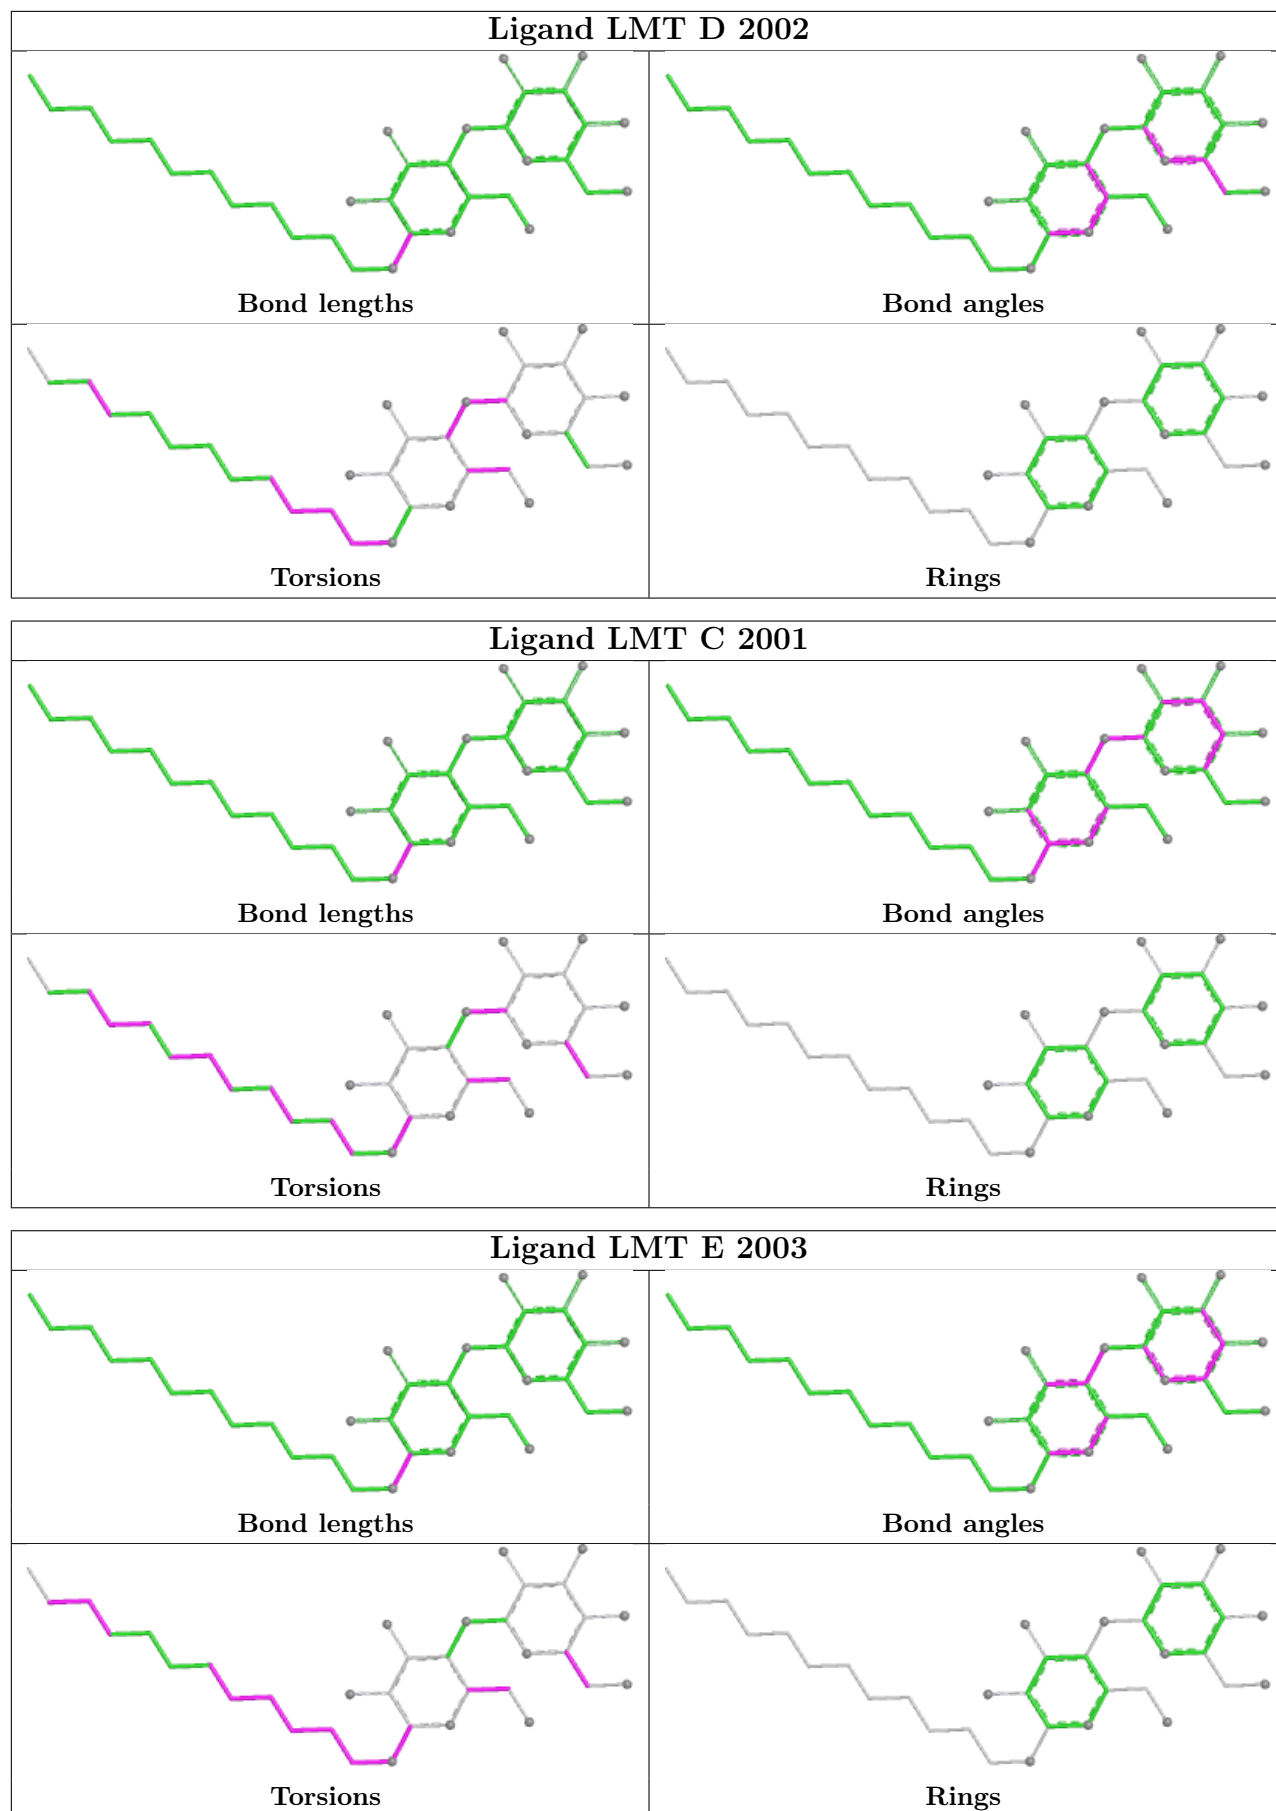 Ligand LMT D 2002
Bond lengths
Bond angles
Torsions
Rings
Ligand LMT C 2001
Bond lengths
Bond angles
Torsions
Rings
Ligand LMT E 2003
Bond lengths
Bond angles
Torsions
Rings